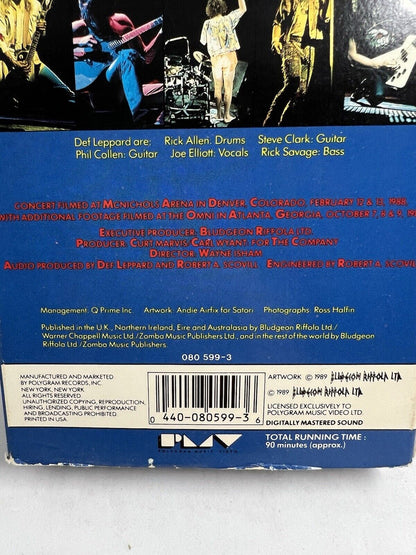 Def Leppard are; Rick Allen: Drums Steve Clark: Guitar
Phil Collen: Guitar Joe Elliott: Vocals Rick Savage: Bass
CONCERT FILMED AT MCNICHOLS ARENA IN DENVER, COLORADO, FEBRUARY 12 & 13, 1988,
WITH ADDITIONAL FOOTAGE FILMED AT THE OMNI IN ATLANTA, GEORGIA, OCTOBER 7, 8 & 9,
EXECUTIVE PRODUCER: BLUDGEON RIFFOLA LTD.
PRODUCER: CURT MARVIS/CARL WYANT: FOR THE COMPANY
DIRECTOR: WAYNE ISHAM
AUDIO PRODUCED BY DEF LEPPARD AND ROBERT A. SCOVILL. ENGINEERED BY ROBERT A.
Management: Q Prime Inc. Artwork: Andie Airfix for Satori Photographs: Ross Halfin
Published in the U.K., Northern Ireland, Eire and Australasia by Bludgeon Riffola Ltd/
Warner Chappell Music Ltd/Zomba Music Publishers Ltd, and in the rest of the world by Bludgeon
Riffola Ltd/Zomba Music Publishers.
080 599-3
MANUFACTURED AND MARKETED
BY POLYGRAM RECORDS, INC.
NEW YORK, NEW YORK.
ALL RIGHTS RESERVED.
UNAUTHORIZED COPYING, REPRODUCTION,
HIRING, LENDING, PUBLIC PERFORMANCE
AND BROADCASTING PROHIBITED.
PRINTED IN USA
0 440-080599-3 6
ARTWORK © 1989 BLUDGEON RIFFOLA LTD
© 1989 BLUDGEON RIFFOLA LTD
LICENSED EXCLUSIVELY TO
POLYGRAM MUSIC VIDEO LTD.
DIGITALLY MASTERED SOUND
PMV
POLYGRAM MUSIC VIDEO
TOTAL RUNNING TIME:
90 minutes (approx.)